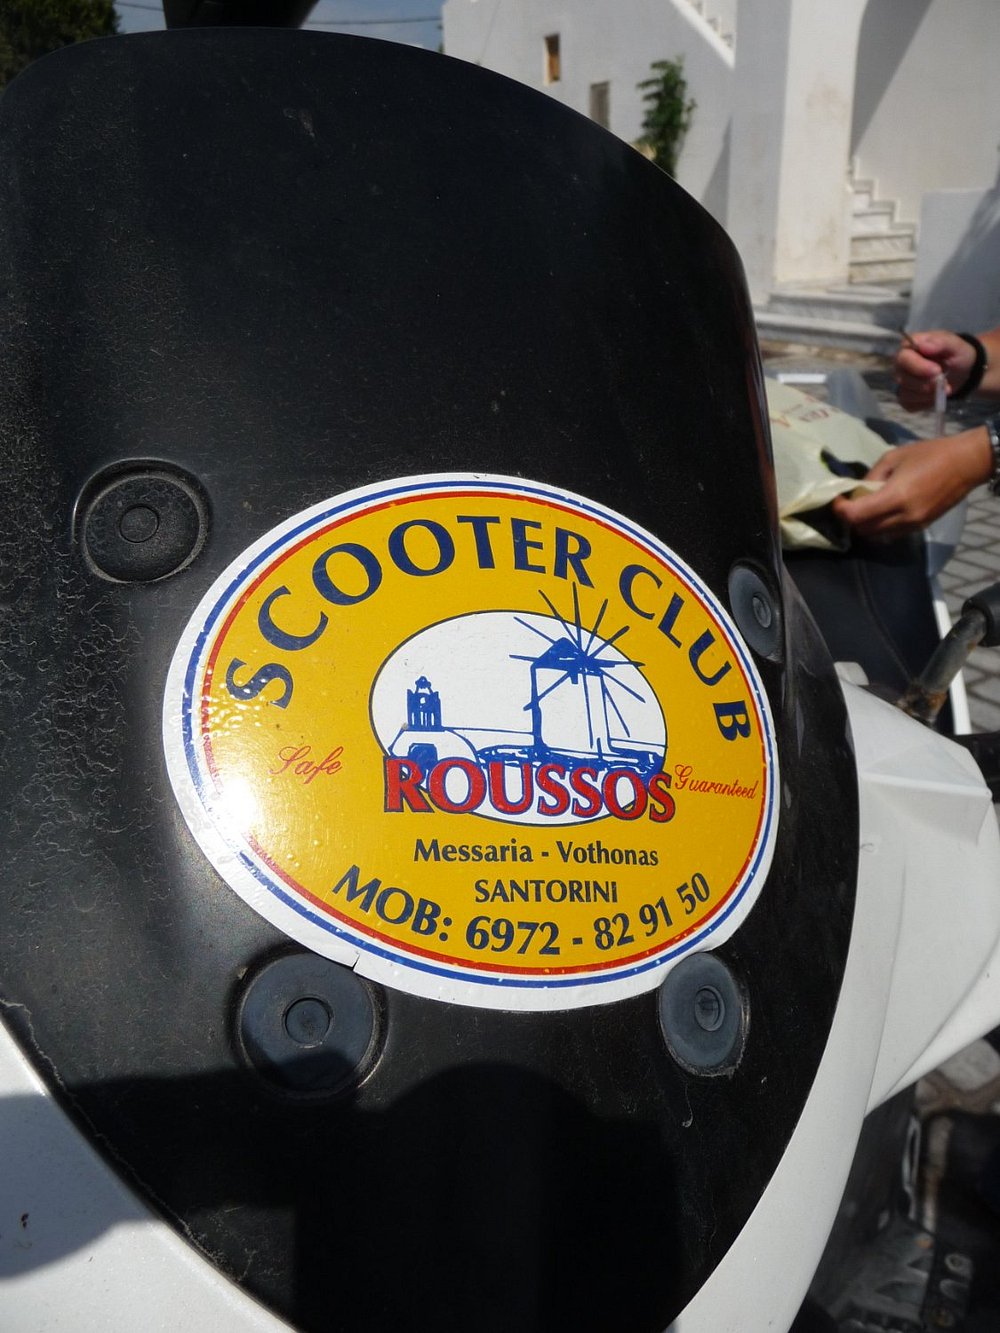 SCOOTER CLUB
Safe
ROUSSOS
Guaranteed
Messaria - Vothonas
SANTORINI
MOB: 6972 - 82 91 50